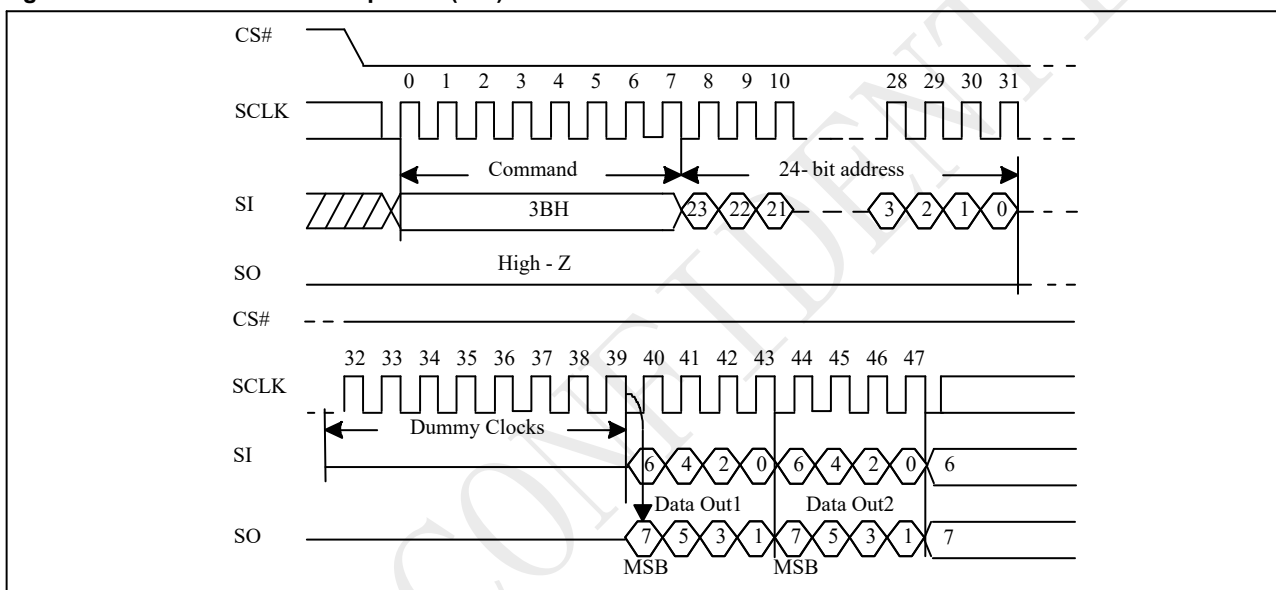 CS#
0 1 2 3 4 5 6 7 8 9 10 28 29 30 31
SCLK
Command 24- bit address
SI 3BH 23 22 21 3 2 1 0
High - Z
SO
CS#
32 33 34 35 36 37 38 39 40 41 42 43 44 45 46 47
SCLK
Dummy Clocks
SI 6 4 2 0 6 4 2 0 6
Data Out1 Data Out2
SO 7 5 3 1 7 5 3 1 7
MSB MSB